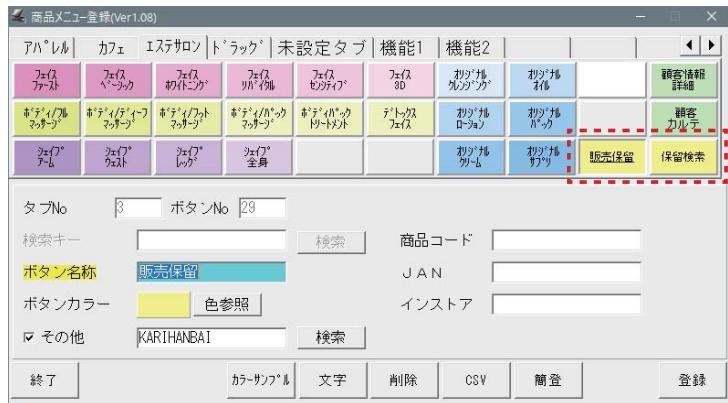 商品メニュー登録(Ver1.08)
アパレル カフェ エステサロン ドラッグ 未設定タブ 機能1 機能2
フェイス ファースト
フェイス ベーシック
フェイス ホワイトニング
フェイス リバイタル
フェイス センシティブ
フェイス 3D
オリジナル クレンジング
オリジナル オイル
顧客情報 詳細
ボディ/フル マッサージ
ボディ/ディープ マッサージ
ボディ/フット マッサージ
ボディ/バック マッサージ
ボディ/バック トリートメント
デトックス フェイス
オリジナル ローション
オリジナル パック
顧客 カルテ
シェイプ アーム
シェイプ ウェスト
シェイプ レッグ
シェイプ 全身
オリジナル クリーム
オリジナル サプリ
販売保留
保留検索
タブNo 3 ボタンNo 29
検索キー 検索 商品コード
ボタン名称 販売保留 JAN
ボタンカラー 色参照 インストア
その他 KARIHANBAI 検索
終了 カラーサンプル 文字 削除 CSV 簡登 登録